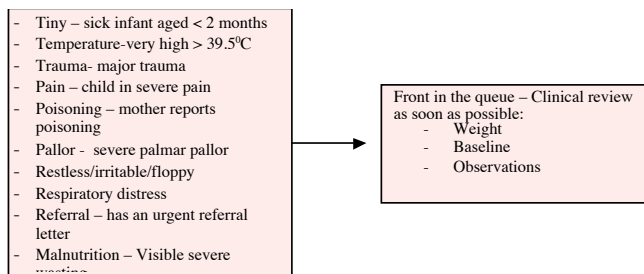 - Tiny – sick infant aged < 2 months
- Temperature-very high > 39.5⁰C
- Trauma- major trauma
- Pain – child in severe pain
- Poisoning – mother reports
poisoning
- Pallor - severe palmar pallor
- Restless/irritable/floppy
- Respiratory distress
- Referral – has an urgent referral
letter
- Malnutrition – Visible severe
wasting
Front in the queue – Clinical review
as soon as possible:
- Weight
- Baseline
- Observations